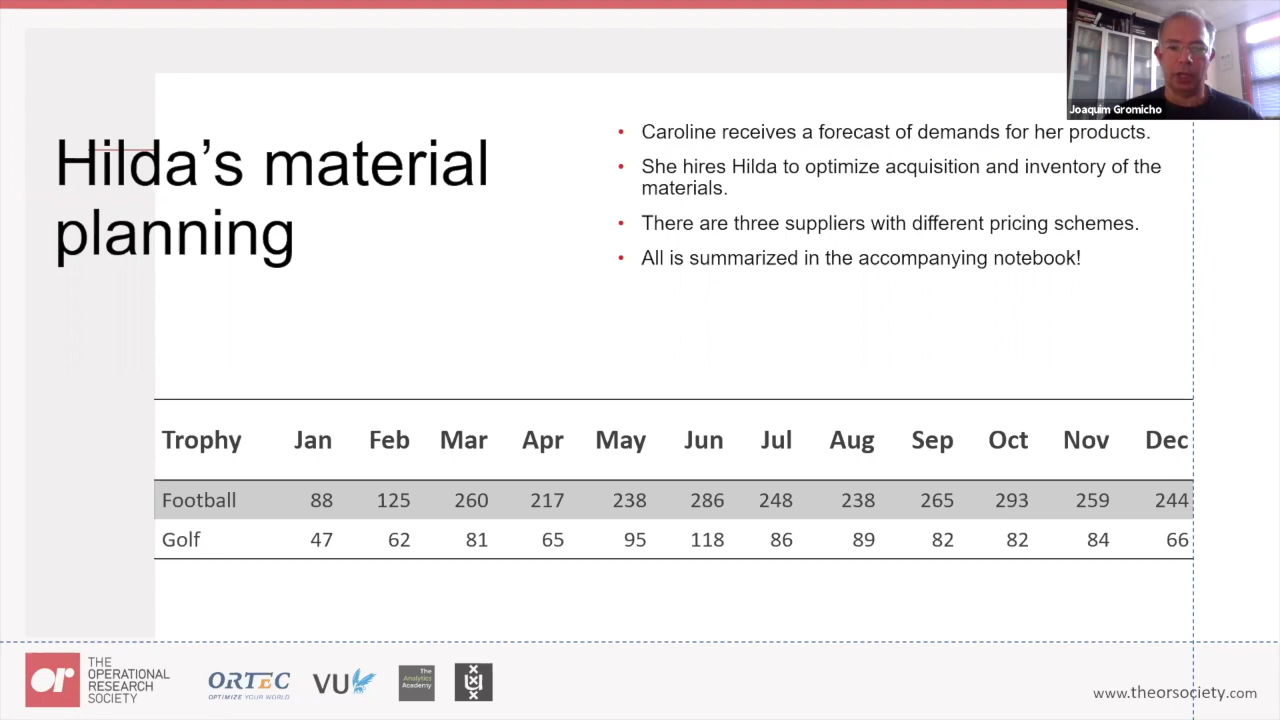 Joaquim Gromicho
Hilda's material
planning
• Caroline receives a forecast of demands for her products.
• She hires Hilda to optimize acquisition and inventory of the
materials.
• There are three suppliers with different pricing schemes.
• All is summarized in the accompanying notebook!
Trophy Jan Feb Mar Apr May Jun Jul Aug Sep Oct Nov Dec
Football 88 125 260 217 238 286 248 238 265 293 259 244
Golf 47 62 81 65 95 118 86 89 82 82 84 66
or
THE
OPERATIONAL
RESEARCH
SOCIETY
ORTEC
OPTIMIZE YOUR WORLD
VU
The
Analytics
Academy
www.theorsociety.com